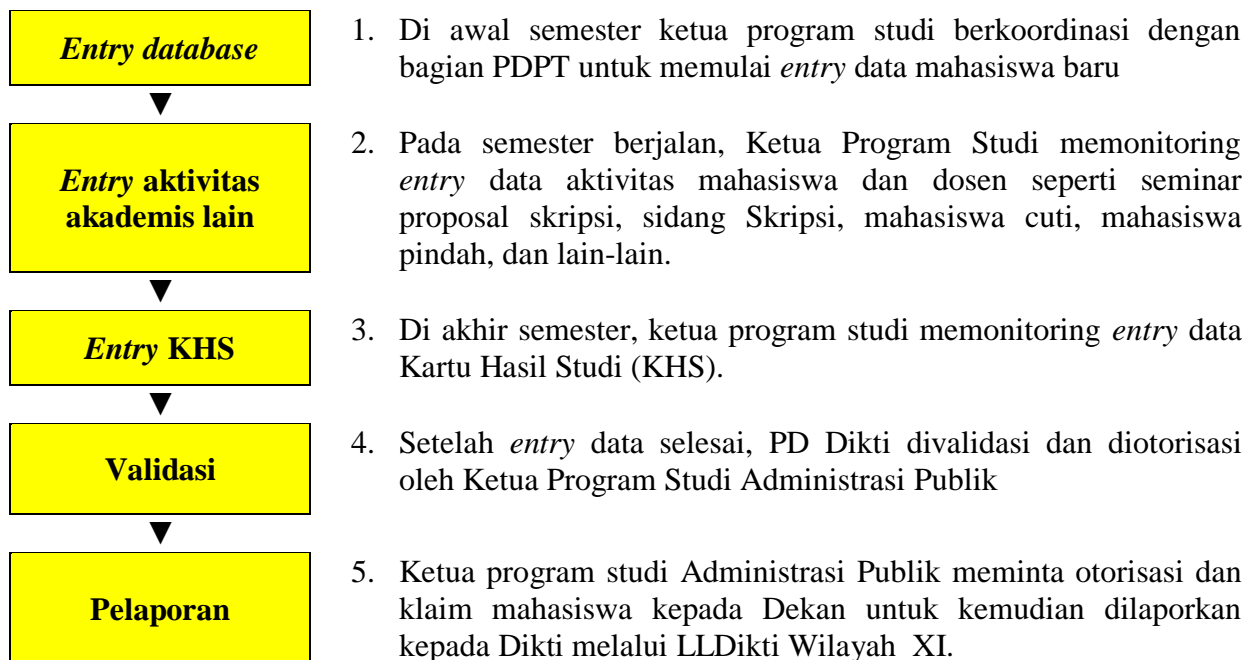 Entry database
1. Di awal semester ketua program studi berkoordinasi dengan
bagian PDPT untuk memulai entry data mahasiswa baru
Entry aktivitas
akademis lain
2. Pada semester berjalan, Ketua Program Studi memonitoring
entry data aktivitas mahasiswa dan dosen seperti seminar
proposal skripsi, sidang Skripsi, mahasiswa cuti, mahasiswa
pindah, dan lain-lain.
Entry KHS
3. Di akhir semester, ketua program studi memonitoring entry data
Kartu Hasil Studi (KHS).
Validasi
4. Setelah entry data selesai, PD Dikti divalidasi dan diotorisasi
oleh Ketua Program Studi Administrasi Publik
Pelaporan
5. Ketua program studi Administrasi Publik meminta otorisasi dan
klaim mahasiswa kepada Dekan untuk kemudian dilaporkan
kepada Dikti melalui LLDikti Wilayah XI.